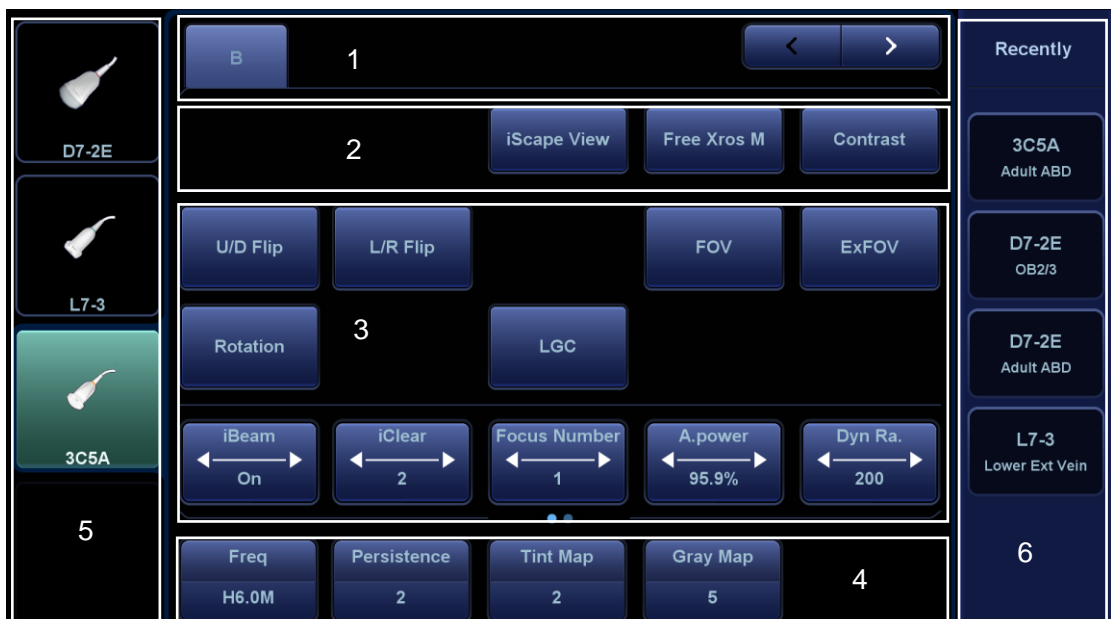 D7-2E
L7-3
3C5A
5
B
1
<
>
2
iScape View
Free Xros M
Contrast
U/D Flip
L/R Flip
FOV
ExFOV
Rotation
3
LGC
iBeam
On
iClear
2
Focus Number
1
A.power
95.9%
Dyn Ra.
200
Freq
H6.0M
Persistence
2
Tint Map
2
Gray Map
5
4
Recently
3C5A
Adult ABD
D7-2E
OB2/3
D7-2E
Adult ABD
L7-3
Lower Ext Vein
6